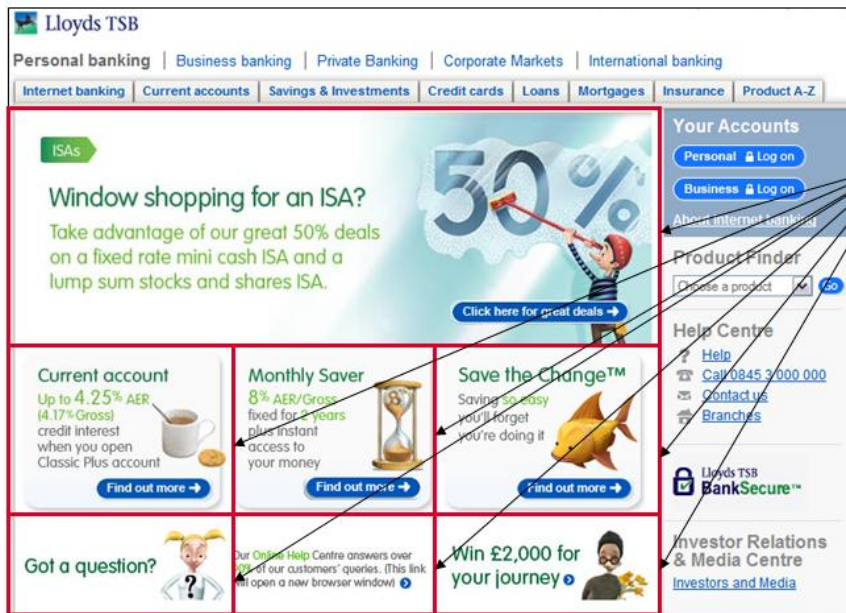 Lloyds TSB
Personal banking | Business banking | Private Banking | Corporate Markets | International banking
Internet banking Current accounts Savings & Investments Credit cards Loans Mortgages Insurance Product A-Z
ISAs
50%
Window shopping for an ISA?
Take advantage of our great 50% deals
on a fixed rate mini cash ISA and a
lump sum stocks and shares ISA.
Click here for great deals
Your Accounts
Personal Log on
Business Log on
About internet banking
Product Finder
Choose a product Go
Help Centre
? Help
Call 0845 3 000 000
Contact us
Branches
Lloyds TSB
BankSecure™
Investor Relations
& Media Centre
Investors and Media
Current account
Up to 4.25% AER
(4.17% Gross)
credit interest
when you open
Classic Plus account
Find out more
Monthly Saver
8% AER/Gross
fixed for 2 years
plus instant
access to
your money
Find out more
Save the Change™
Saving so easy
you'll forget
you're doing it
Find out more
Got a question?
?
Our Online Help Centre answers over
of our customers' queries. (This link
will open a new browser window)
Win £2,000 for
your journey